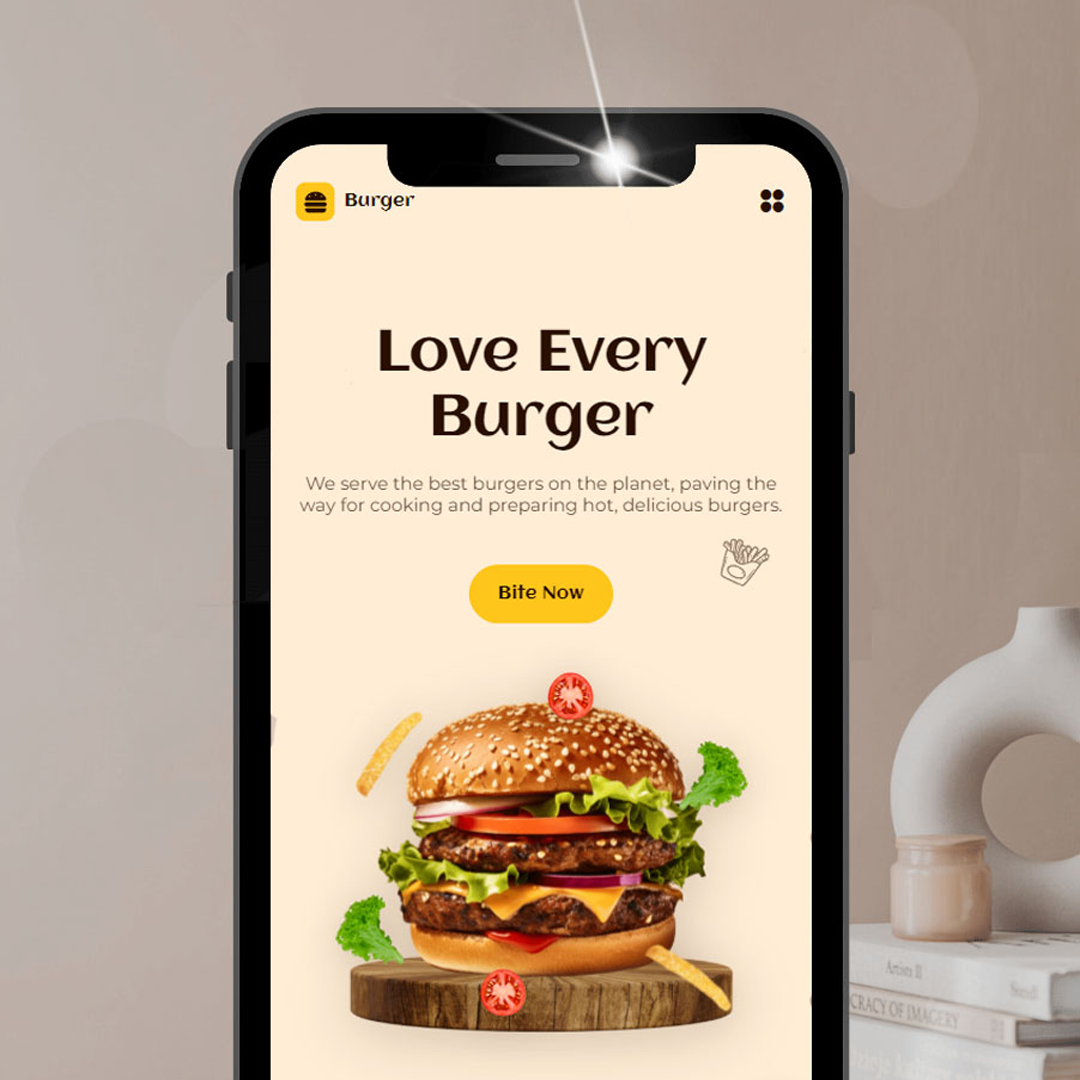 Burger
Love Every
Burger
We serve the best burgers on the planet, paving the
way for cooking and preparing hot, delicious burgers.
Bite Now
Artists II
CRACY OF IMAGERY